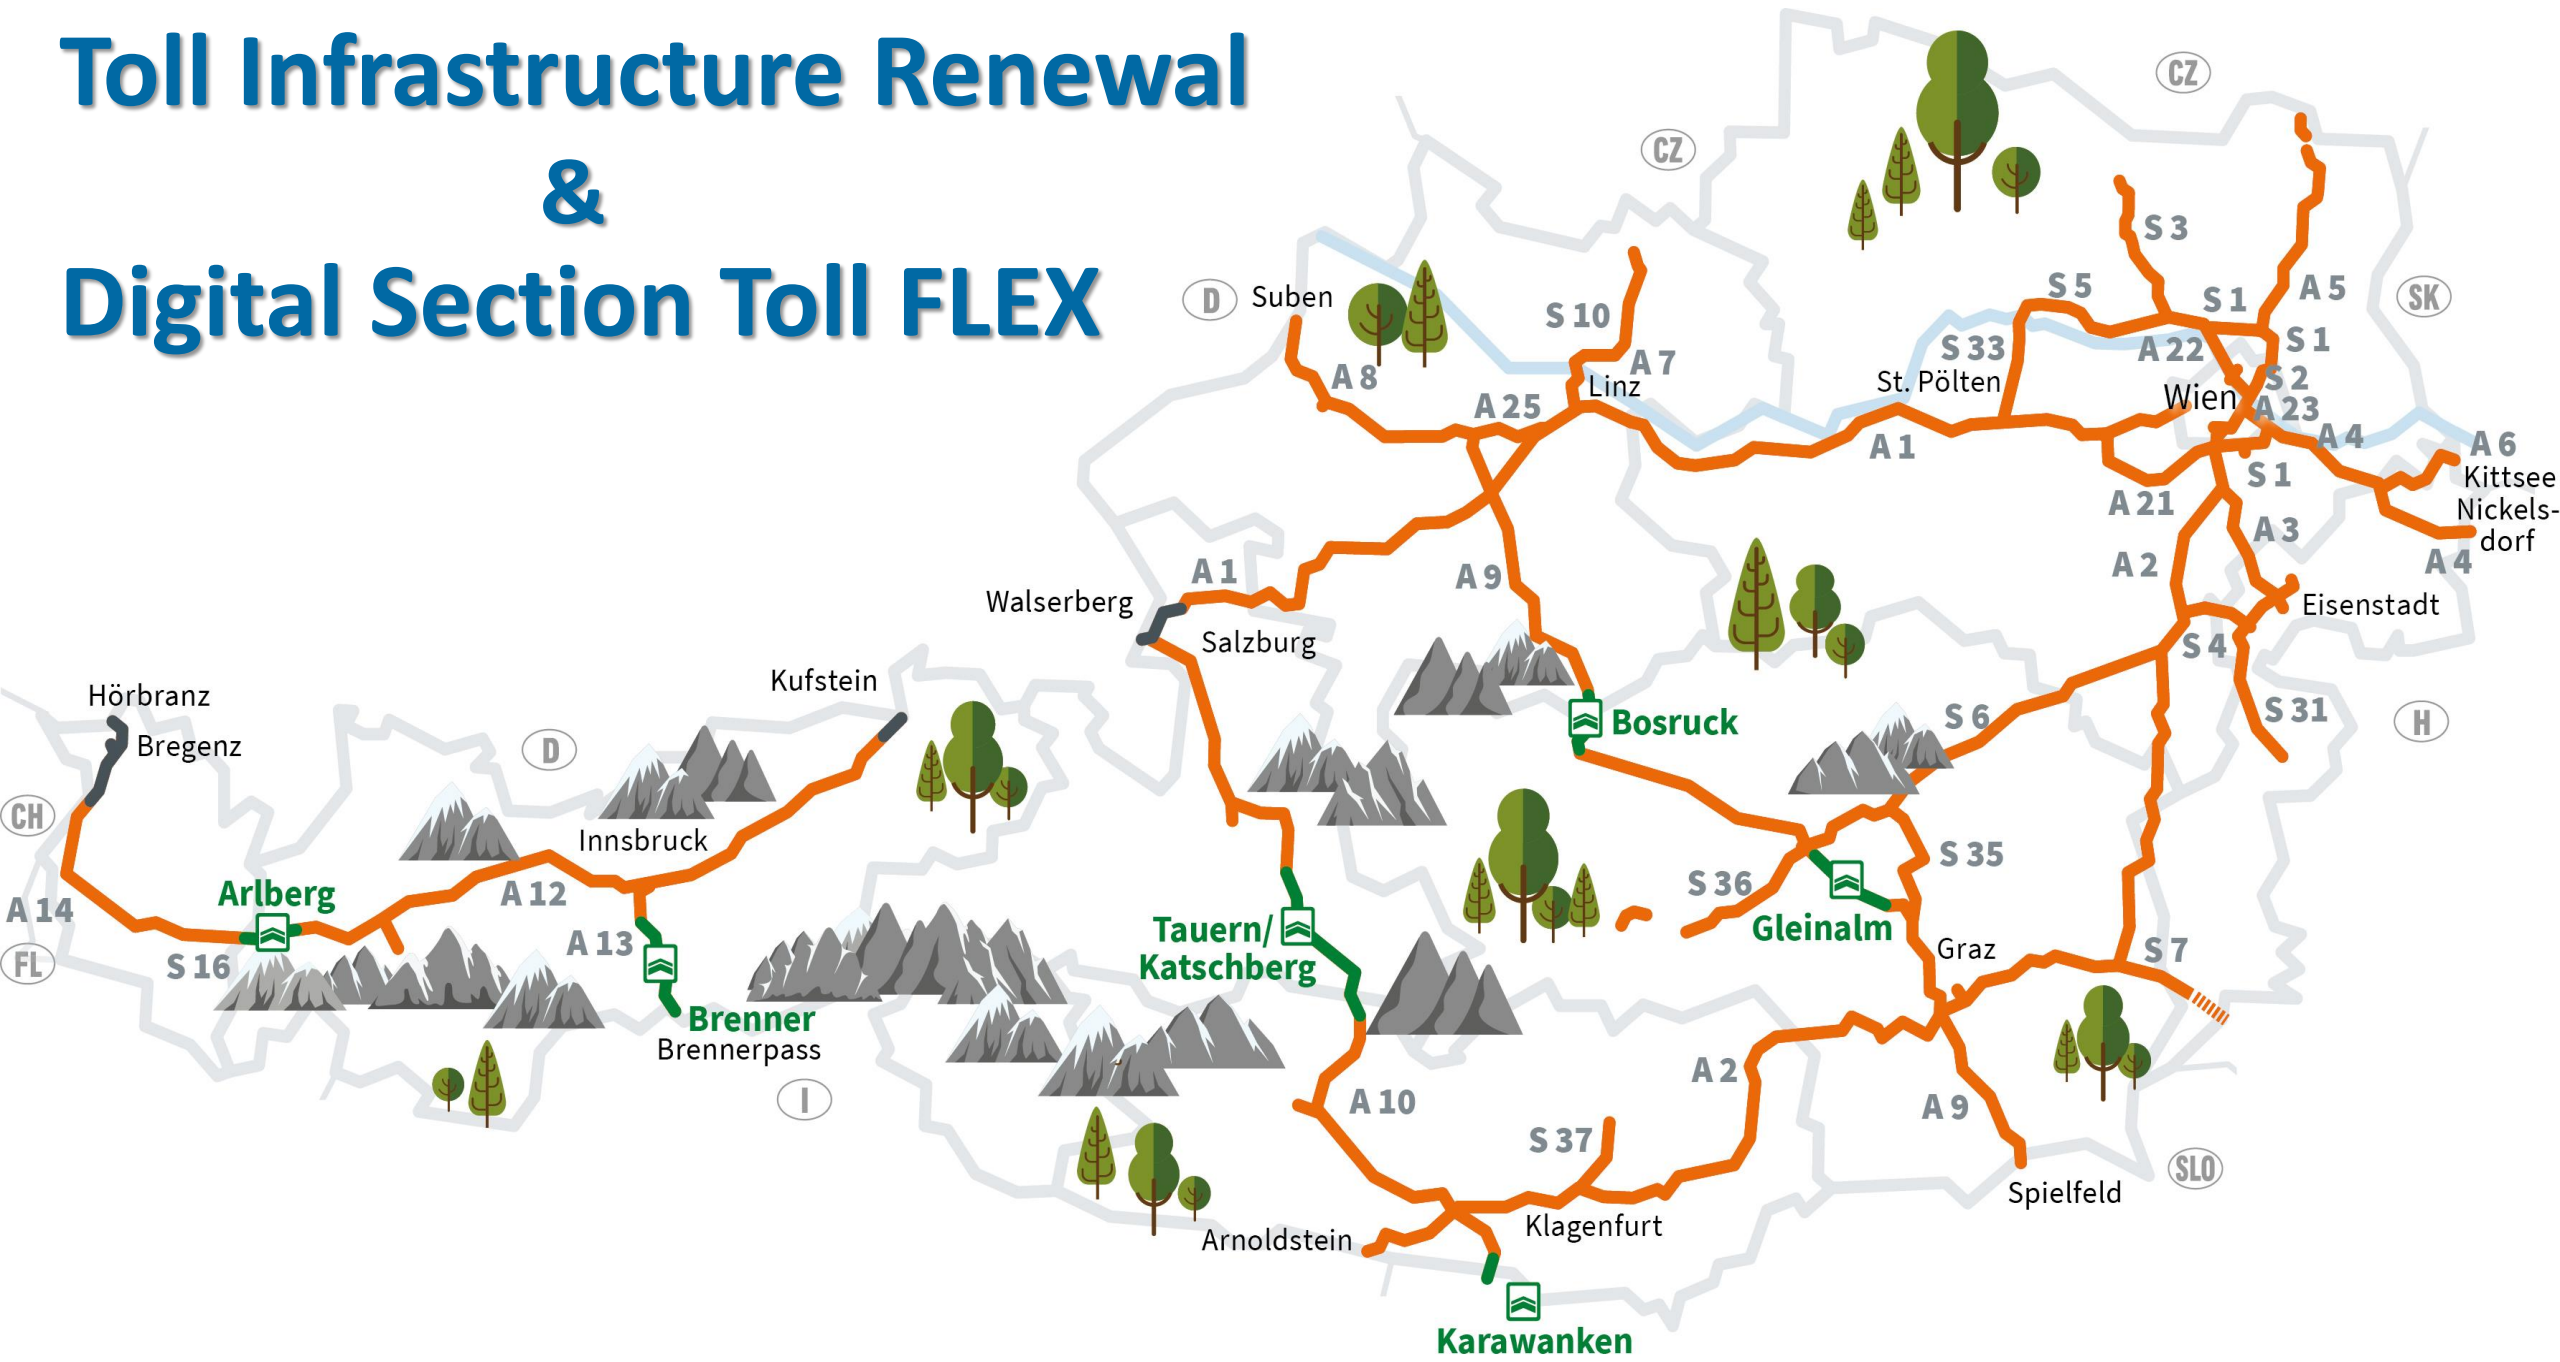 Toll Infrastructure Renewal
&
Digital Section Toll FLEX
CZ
CZ
S 3
D
Suben
S 10
S 5
S 1
A 5
SK
A 8
A 7
Linz
S 33
A 22
S 1
St. Pölten
S 2
Wien
A 25
A 23
A 4
A 1
A 6
Kittsee
S 1
A 21
Nickels-
dorf
A 3
A 4
A 2
A 1
A 9
Walserberg
Salzburg
Eisenstadt
S 4
Kufstein
Hörbranz
Bregenz
D
Bosruck
S 6
S 31
H
CH
Innsbruck
Arlberg
A 12
A 14
S 35
S 36
Gleinalm
Tauern/
Katschberg
A 13
FL
S 16
Graz
S 7
Brenner
Brennerpass
I
A 2
A 10
A 9
S 37
SLO
Spielfeld
Klagenfurt
Arnoldstein
Karawanken